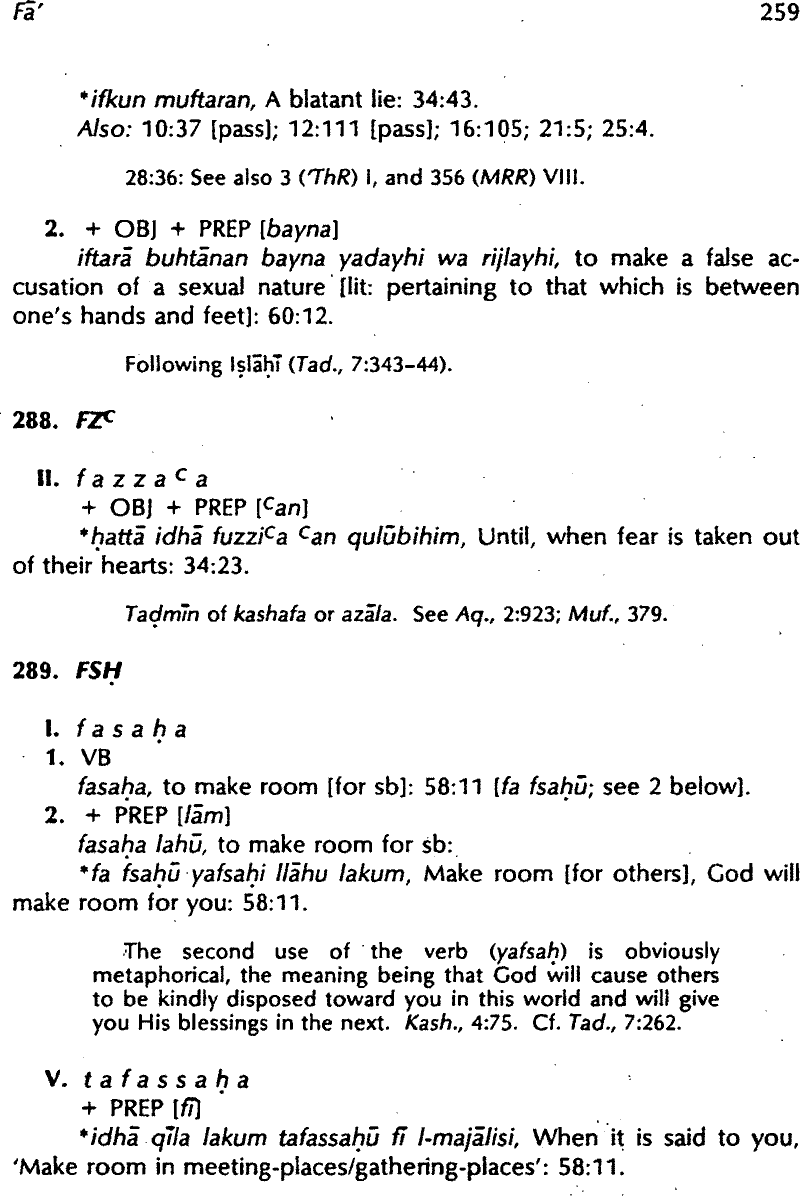 Fā' 259
*ifkun muftaran, A blatant lie: 34:43.
Also: 10:37 [pass]; 12:111 [pass]; 16:105; 21:5; 25:4.
28:36: See also 3 ('ThR) I, and 356 (MRR) VIII.
2. + OBJ + PREP [bayna]
iftarā buhtānan bayna yadayhi wa rijlayhi, to make a false ac-
cusation of a sexual nature [lit: pertaining to that which is between
one's hands and feet]: 60:12.
Following Iṣlāḥī (Tad., 7:343–44).
288. FZᶜ
II. f a z z a ᶜ a
+ OBJ + PREP [ᶜan]
*ḥattā idhā fuzziᶜa ᶜan qulūbihim, Until, when fear is taken out
of their hearts: 34:23.
Taḍmīn of kashafa or azāla. See Aq., 2:923; Muf., 379.
289. FSḤ
I. f a s a ḥ a
1. VB
fasaḥa, to make room [for sb]: 58:11 [fa fsaḥū; see 2 below].
2. + PREP [lām]
fasaḥa lahū, to make room for sb:
*fa fsaḥū yafsaḥi llāhu lakum, Make room [for others], God will
make room for you: 58:11.
The second use of the verb (yafsaḥ) is obviously
metaphorical, the meaning being that God will cause others
to be kindly disposed toward you in this world and will give
you His blessings in the next. Kash., 4:75. Cf. Tad., 7:262.
V. t a f a s s a ḥ a
+ PREP [fī]
*idhā qīla lakum tafassaḥū fī l-majālisi, When it is said to you,
'Make room in meeting-places/gathering-places': 58:11.